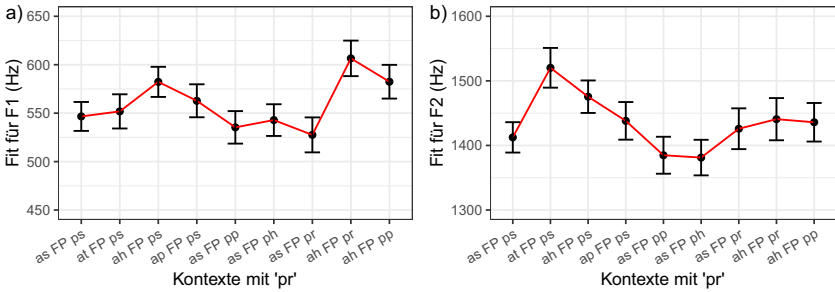 a)
Fit für F1 (Hz)
650
600
550
500
450
as FP ps
at FP ps
ah FP ps
ap FP ps
as FP pp
as FP ph
as FP pr
ah FP pr
ah FP pp
Kontexte mit 'pr'
b)
Fit für F2 (Hz)
1600
1500
1400
1300
as FP ps
at FP ps
ah FP ps
ap FP ps
as FP pp
as FP ph
as FP pr
ah FP pr
ah FP pp
Kontexte mit 'pr'